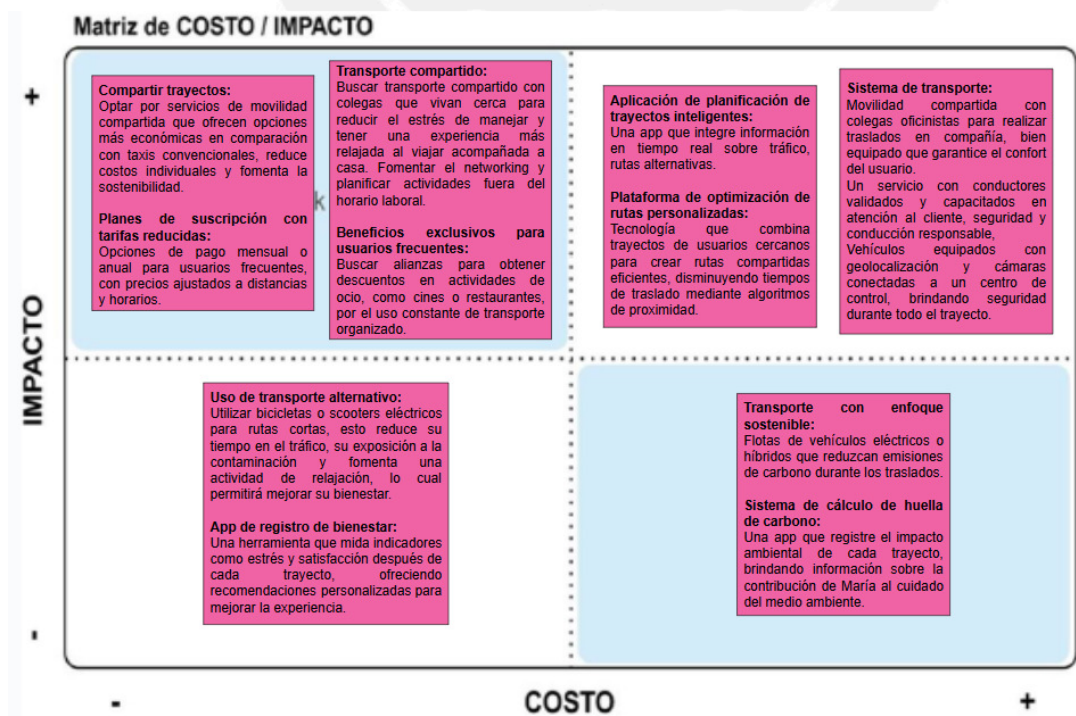 Matriz de COSTO / IMPACTO
+
IMPACTO
-
Compartir trayectos:
Optar por servicios de movilidad
compartida que ofrecen opciones
más económicas en comparación
con taxis convencionales, reduce
costos individuales y fomenta la
sostenibilidad.
Planes de suscripción con
tarifas reducidas:
Opciones de pago mensual o
anual para usuarios frecuentes,
con precios ajustados a distancias
y horarios.
k
Transporte compartido:
Buscar transporte compartido con
colegas que vivan cerca para
reducir el estrés de manejar y
tener una experiencia más
relajada al viajar acompañada a
casa. Fomentar el networking y
planificar actividades fuera del
horario laboral.
Beneficios exclusivos para
usuarios frecuentes:
Buscar alianzas para obtener
descuentos en actividades de
ocio, como cines o restaurantes,
por el uso constante de transporte
organizado.
Aplicación de planificación de
trayectos inteligentes:
Una app que integre información
en tiempo real sobre tráfico,
rutas alternativas.
Plataforma de optimización de
rutas personalizadas:
Tecnología que combina
trayectos de usuarios cercanos
para crear rutas compartidas
eficientes, disminuyendo tiempos
de traslado mediante algoritmos
de proximidad.
Sistema de transporte:
Movilidad compartida con
colegas oficinistas para realizar
traslados en compañía, bien
equipado que garantice el confort
del usuario.
Un servicio con conductores
validados y capacitados en
atención al cliente, seguridad y
conducción responsable,
Vehículos equipados con
geolocalización y cámaras
conectadas a un centro de
control, brindando seguridad
durante todo el trayecto.
Uso de transporte alternativo:
Utilizar bicicletas o scooters eléctricos
para rutas cortas, esto reduce su
tiempo en el tráfico, su exposición a la
contaminación y fomenta una
actividad de relajación, lo cual
permitirá mejorar su bienestar.
App de registro de bienestar:
Una herramienta que mida indicadores
como estrés y satisfacción después de
cada trayecto, ofreciendo
recomendaciones personalizadas para
mejorar la experiencia.
Transporte con enfoque
sostenible:
Flotas de vehículos eléctricos o
híbridos que reduzcan emisiones
de carbono durante los traslados.
Sistema de cálculo de huella
de carbono:
Una app que registre el impacto
ambiental de cada trayecto,
brindando información sobre la
contribución de María al cuidado
del medio ambiente.
- COSTO +